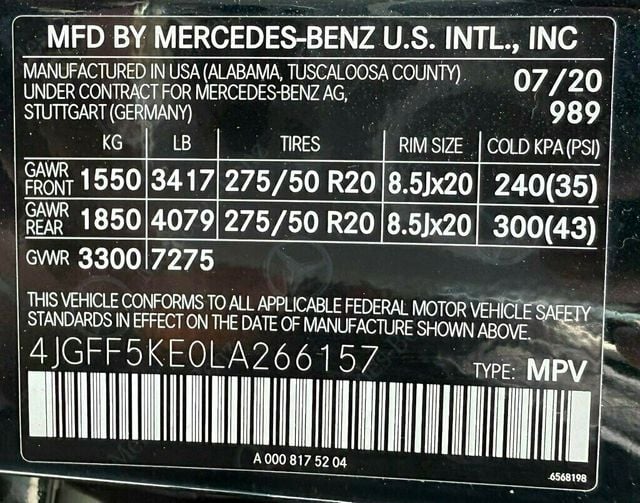 MFD BY MERCEDES-BENZ U.S. INTL., INC
MANUFACTURED IN USA (ALABAMA, TUSCALOOSA COUNTY) 07/20
UNDER CONTRACT FOR MERCEDES-BENZ AG,
STUTTGART (GERMANY) 989
KG LB TIRES RIM SIZE COLD KPA (PSI)
GAWR FRONT 1550 3417 275/50 R20 8.5Jx20 240(35)
GAWR REAR 1850 4079 275/50 R20 8.5Jx20 300(43)
GVWR 3300 7275
THIS VEHICLE CONFORMS TO ALL APPLICABLE FEDERAL MOTOR VEHICLE SAFETY
STANDARDS IN EFFECT ON THE DATE OF MANUFACTURE SHOWN ABOVE.
4JGFF5KE0LA266157 TYPE: MPV
A 000 817 52 04
.6568198